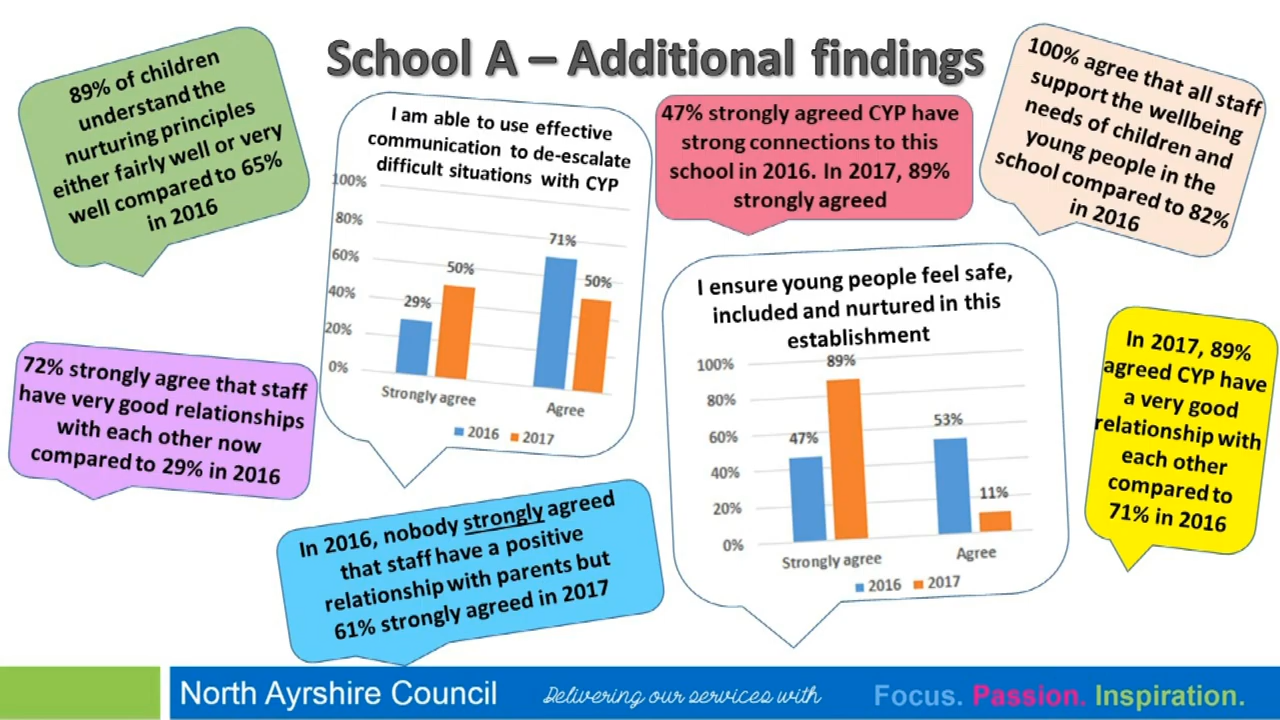 School A – Additional findings
89% of children
understand the
nurturing principles
either fairly well or very
well compared to 65%
in 2016
I am able to use effective
communication to de-escalate
difficult situations with CYP
100%
80%
60%
40%
20%
0%
29%
50%
71%
50%
Strongly agree
Agree
2016
2017
47% strongly agreed CYP have
strong connections to this
school in 2016. In 2017, 89%
strongly agreed
100% agree that all staff
support the wellbeing
needs of children and
young people in the
school compared to 82%
in 2016
72% strongly agree that staff
have very good relationships
with each other now
compared to 29% in 2016
In 2016, nobody strongly agreed
that staff have a positive
relationship with parents but
61% strongly agreed in 2017
I ensure young people feel safe,
included and nurtured in this
establishment
100%
80%
60%
40%
20%
0%
47%
89%
53%
11%
Strongly agree
Agree
2016
2017
In 2017, 89%
agreed CYP have
a very good
relationship with
each other
compared to
71% in 2016
North Ayrshire Council
Delivering our services with
Focus. Passion. Inspiration.